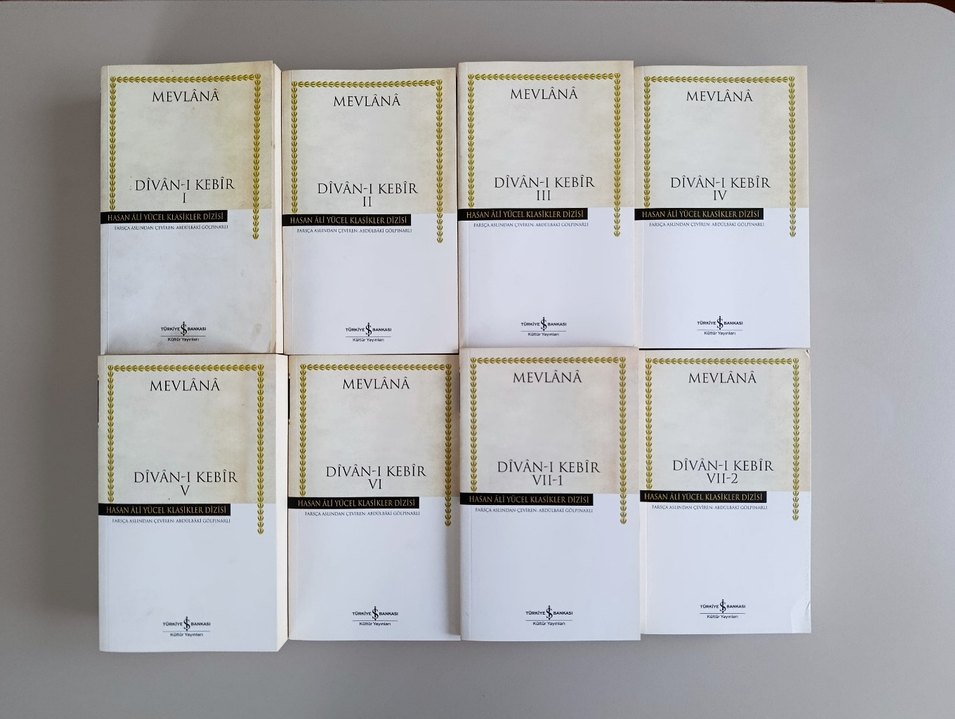 MEVLÂNÂ
DÎVÂN-I KEBÎR
I
HASAN ÂLİ YÜCEL KLASİKLER DİZİSİ
FARSÇA ASLINDAN ÇEVİREN: ABDÜLBÂKİ GÖLPINARLI
TÜRKİYE İŞ BANKASI
Kültür Yayınları
MEVLÂNÂ
DÎVÂN-I KEBÎR
II
HASAN ÂLİ YÜCEL KLASİKLER DİZİSİ
FARSÇA ASLINDAN ÇEVİREN: ABDÜLBÂKİ GÖLPINARLI
TÜRKİYE İŞ BANKASI
Kültür Yayınları
MEVLÂNÂ
DÎVÂN-I KEBÎR
III
HASAN ÂLİ YÜCEL KLASİKLER DİZİSİ
FARSÇA ASLINDAN ÇEVİREN: ABDÜLBÂKİ GÖLPINARLI
TÜRKİYE İŞ BANKASI
Kültür Yayınları
MEVLÂNÂ
DÎVÂN-I KEBÎR
IV
HASAN ÂLİ YÜCEL KLASİKLER DİZİSİ
FARSÇA ASLINDAN ÇEVİREN: ABDÜLBÂKİ GÖLPINARLI
TÜRKİYE İŞ BANKASI
Kültür Yayınları
MEVLÂNÂ
DÎVÂN-I KEBÎR
V
HASAN ÂLİ YÜCEL KLASİKLER DİZİSİ
FARSÇA ASLINDAN ÇEVİREN: ABDÜLBÂKİ GÖLPINARLI
TÜRKİYE İŞ BANKASI
Kültür Yayınları
MEVLÂNÂ
DÎVÂN-I KEBÎR
VI
HASAN ÂLİ YÜCEL KLASİKLER DİZİSİ
FARSÇA ASLINDAN ÇEVİREN: ABDÜLBÂKİ GÖLPINARLI
TÜRKİYE İŞ BANKASI
Kültür Yayınları
MEVLÂNÂ
DÎVÂN-I KEBÎR
VII-1
HASAN ÂLİ YÜCEL KLASİKLER DİZİSİ
FARSÇA ASLINDAN ÇEVİREN: ABDÜLBÂKİ GÖLPINARLI
TÜRKİYE İŞ BANKASI
Kültür Yayınları
MEVLÂNÂ
DÎVÂN-I KEBÎR
VII-2
HASAN ÂLİ YÜCEL KLASİKLER DİZİSİ
FARSÇA ASLINDAN ÇEVİREN: ABDÜLBÂKİ GÖLPINARLI
TÜRKİYE İŞ BANKASI
Kültür Yayınları